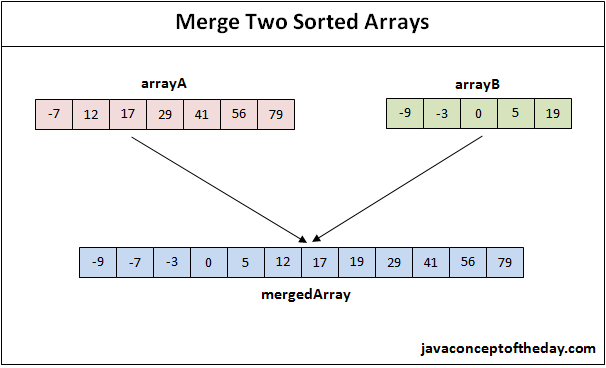 Merge Two Sorted Arrays
arrayA
arrayB
-7 12 17 29 41 56 79
-9 -3 0 5 19
-9 -7 -3 0 5 12 17 19 29 41 56 79
mergedArray
javaconceptoftheday.com